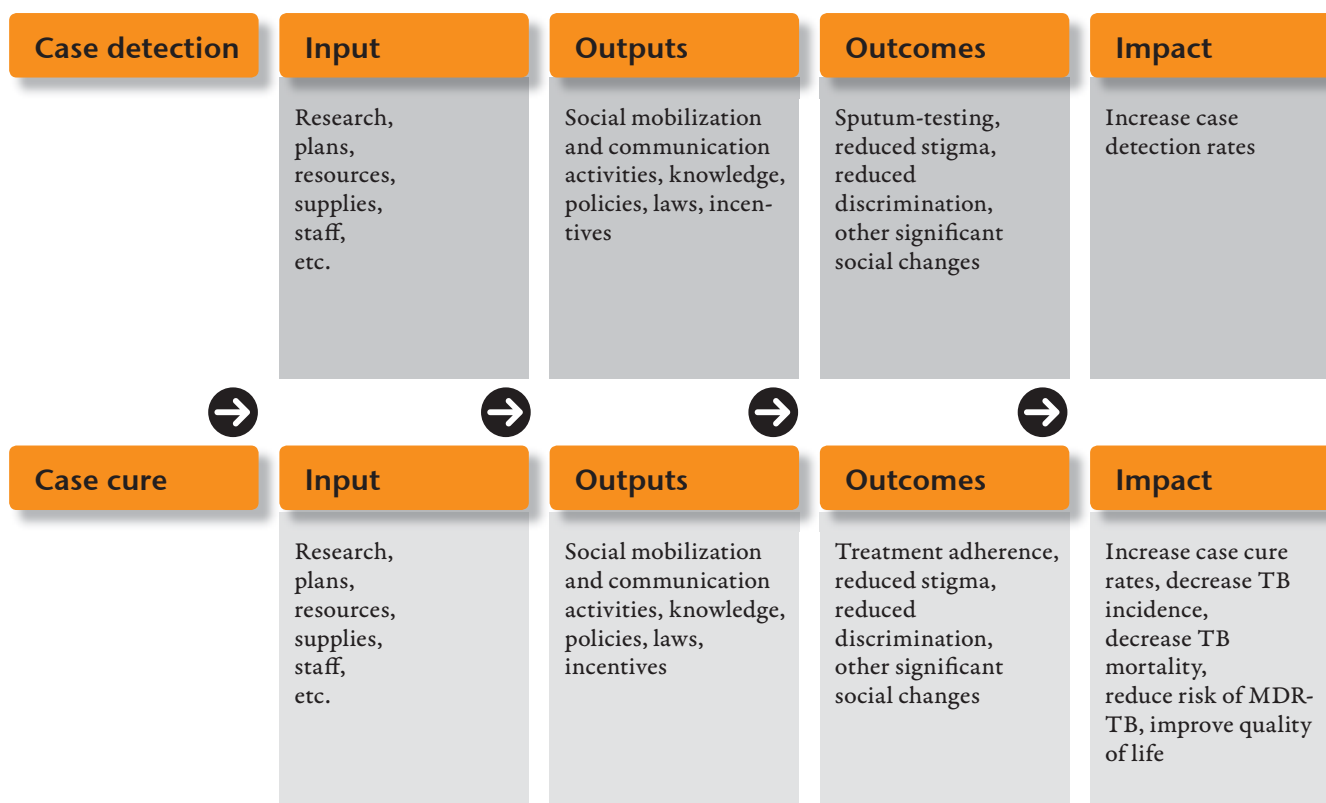 Case detection
Input
Outputs
Outcomes
Impact
Research,
plans,
resources,
supplies,
staff,
etc.
Social mobilization
and communication
activities, knowledge,
policies, laws, incen-
tives
Sputum-testing,
reduced stigma,
reduced
discrimination,
other significant
social changes
Increase case
detection rates
Case cure
Input
Outputs
Outcomes
Impact
Research,
plans,
resources,
supplies,
staff,
etc.
Social mobilization
and communication
activities, knowledge,
policies, laws,
incentives
Treatment adherence,
reduced stigma,
reduced
discrimination,
other significant
social changes
Increase case cure
rates, decrease TB
incidence,
decrease TB
mortality,
reduce risk of MDR-
TB, improve quality
of life